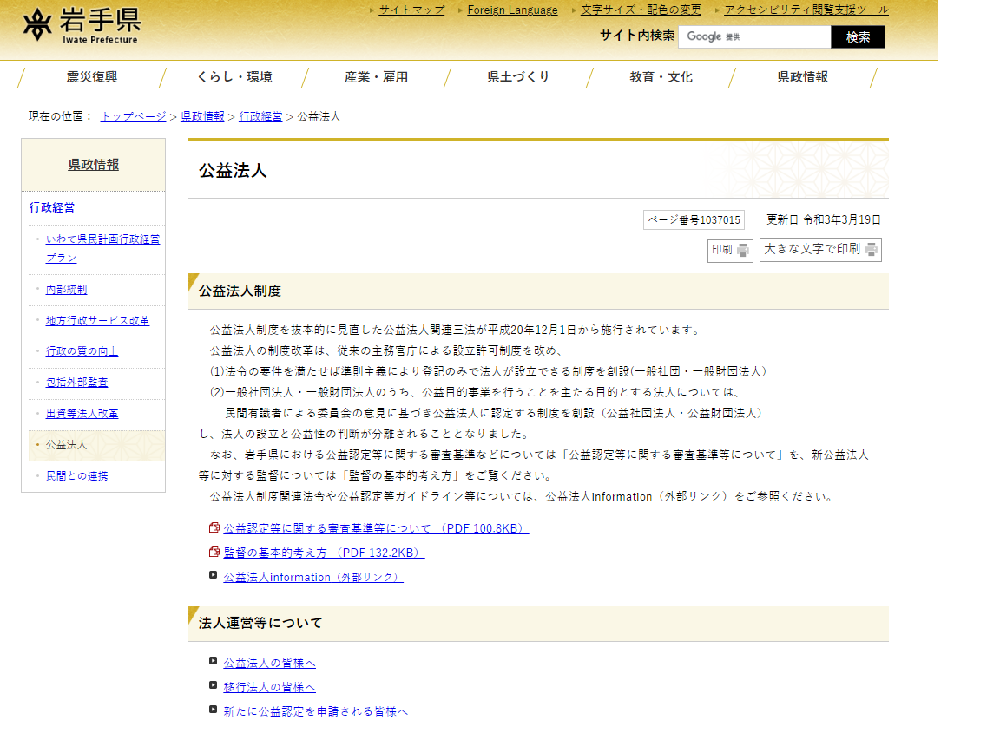 岩手県
Iwate Prefecture
サイトマップ Foreign Language 文字サイズ・配色の変更 アクセシビリティ閲覧支援ツール
サイト内検索 Google 提供 検索
震災復興 くらし・環境 産業・雇用 県土づくり 教育・文化 県政情報
現在の位置： トップページ > 県政情報 > 行政経営 > 公益法人
県政情報
行政経営
いわて県民計画行政経営
プラン
内部統制
地方行政サービス改革
行政の質の向上
包括外部監査
出資等法人改革
公益法人
民間との連携
公益法人
ページ番号1037015 更新日 令和3年3月19日
印刷 大きな文字で印刷
公益法人制度
公益法人制度を抜本的に見直した公益法人関連三法が平成20年12月1日から施行されています。
公益法人の制度改革は、従来の主務官庁による設立許可制度を改め、
(1)法令の要件を満たせば準則主義により登記のみで法人が設立できる制度を創設(一般社団・一般財団法人）
(2)一般社団法人・一般財団法人のうち、公益目的事業を行うことを主たる目的とする法人については、
民間有識者による委員会の意見に基づき公益法人に認定する制度を創設（公益社団法人・公益財団法人）
し、法人の設立と公益性の判断が分離されることとなりました。
なお、岩手県における公益認定等に関する審査基準などについては「公益認定等に関する審査基準等について」を、新公益法人
等に対する監督については「監督の基本的考え方」をご覧ください。
公益法人制度関連法令や公益認定等ガイドライン等については、公益法人information（外部リンク）をご参照ください。
公益認定等に関する審査基準等について （PDF 100.8KB）
監督の基本的考え方 （PDF 132.2KB）
公益法人information（外部リンク）
法人運営等について
公益法人の皆様へ
移行法人の皆様へ
新たに公益認定を申請される皆様へ